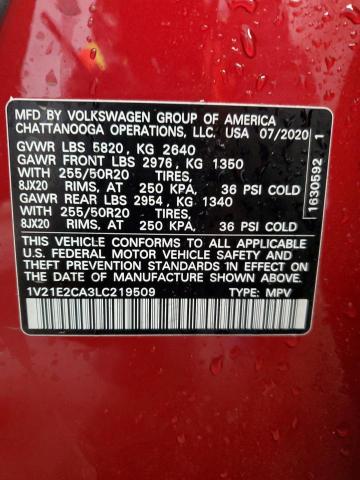 MFD BY VOLKSWAGEN GROUP OF AMERICA
CHATTANOOGA OPERATIONS, LLC. USA 07/2020
GVWR LBS 5820, KG 2640
GAWR FRONT LBS 2976, KG 1350
WITH 255/50R20 TIRES,
8JX20 RIMS, AT 250 KPA, 36 PSI COLD
GAWR REAR LBS 2954, KG 1340
WITH 255/50R20 TIRES,
8JX20 RIMS, AT 250 KPA, 36 PSI COLD
THIS VEHICLE CONFORMS TO ALL APPLICABLE
U.S. FEDERAL MOTOR VEHICLE SAFETY AND
THEFT PREVENTION STANDARDS IN EFFECT ON
THE DATE OF MANUFACTURE SHOWN ABOVE
1V21E2CA3LC219509 TYPE: MPV
1630592 1